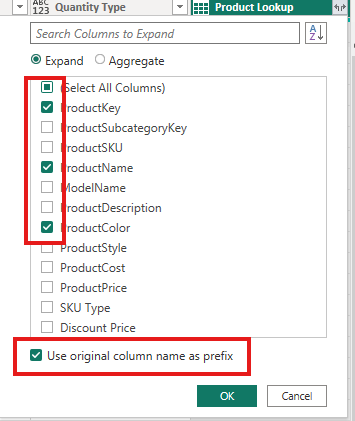 ABC
123 Quantity Type Product Lookup
Search Columns to Expand
A
Z
Expand Aggregate
(Select All Columns)
ProductKey
ProductSubcategoryKey
ProductSKU
ProductName
ModelName
ProductDescription
ProductColor
ProductStyle
ProductCost
ProductPrice
SKU Type
Discount Price
Use original column name as prefix
OK Cancel